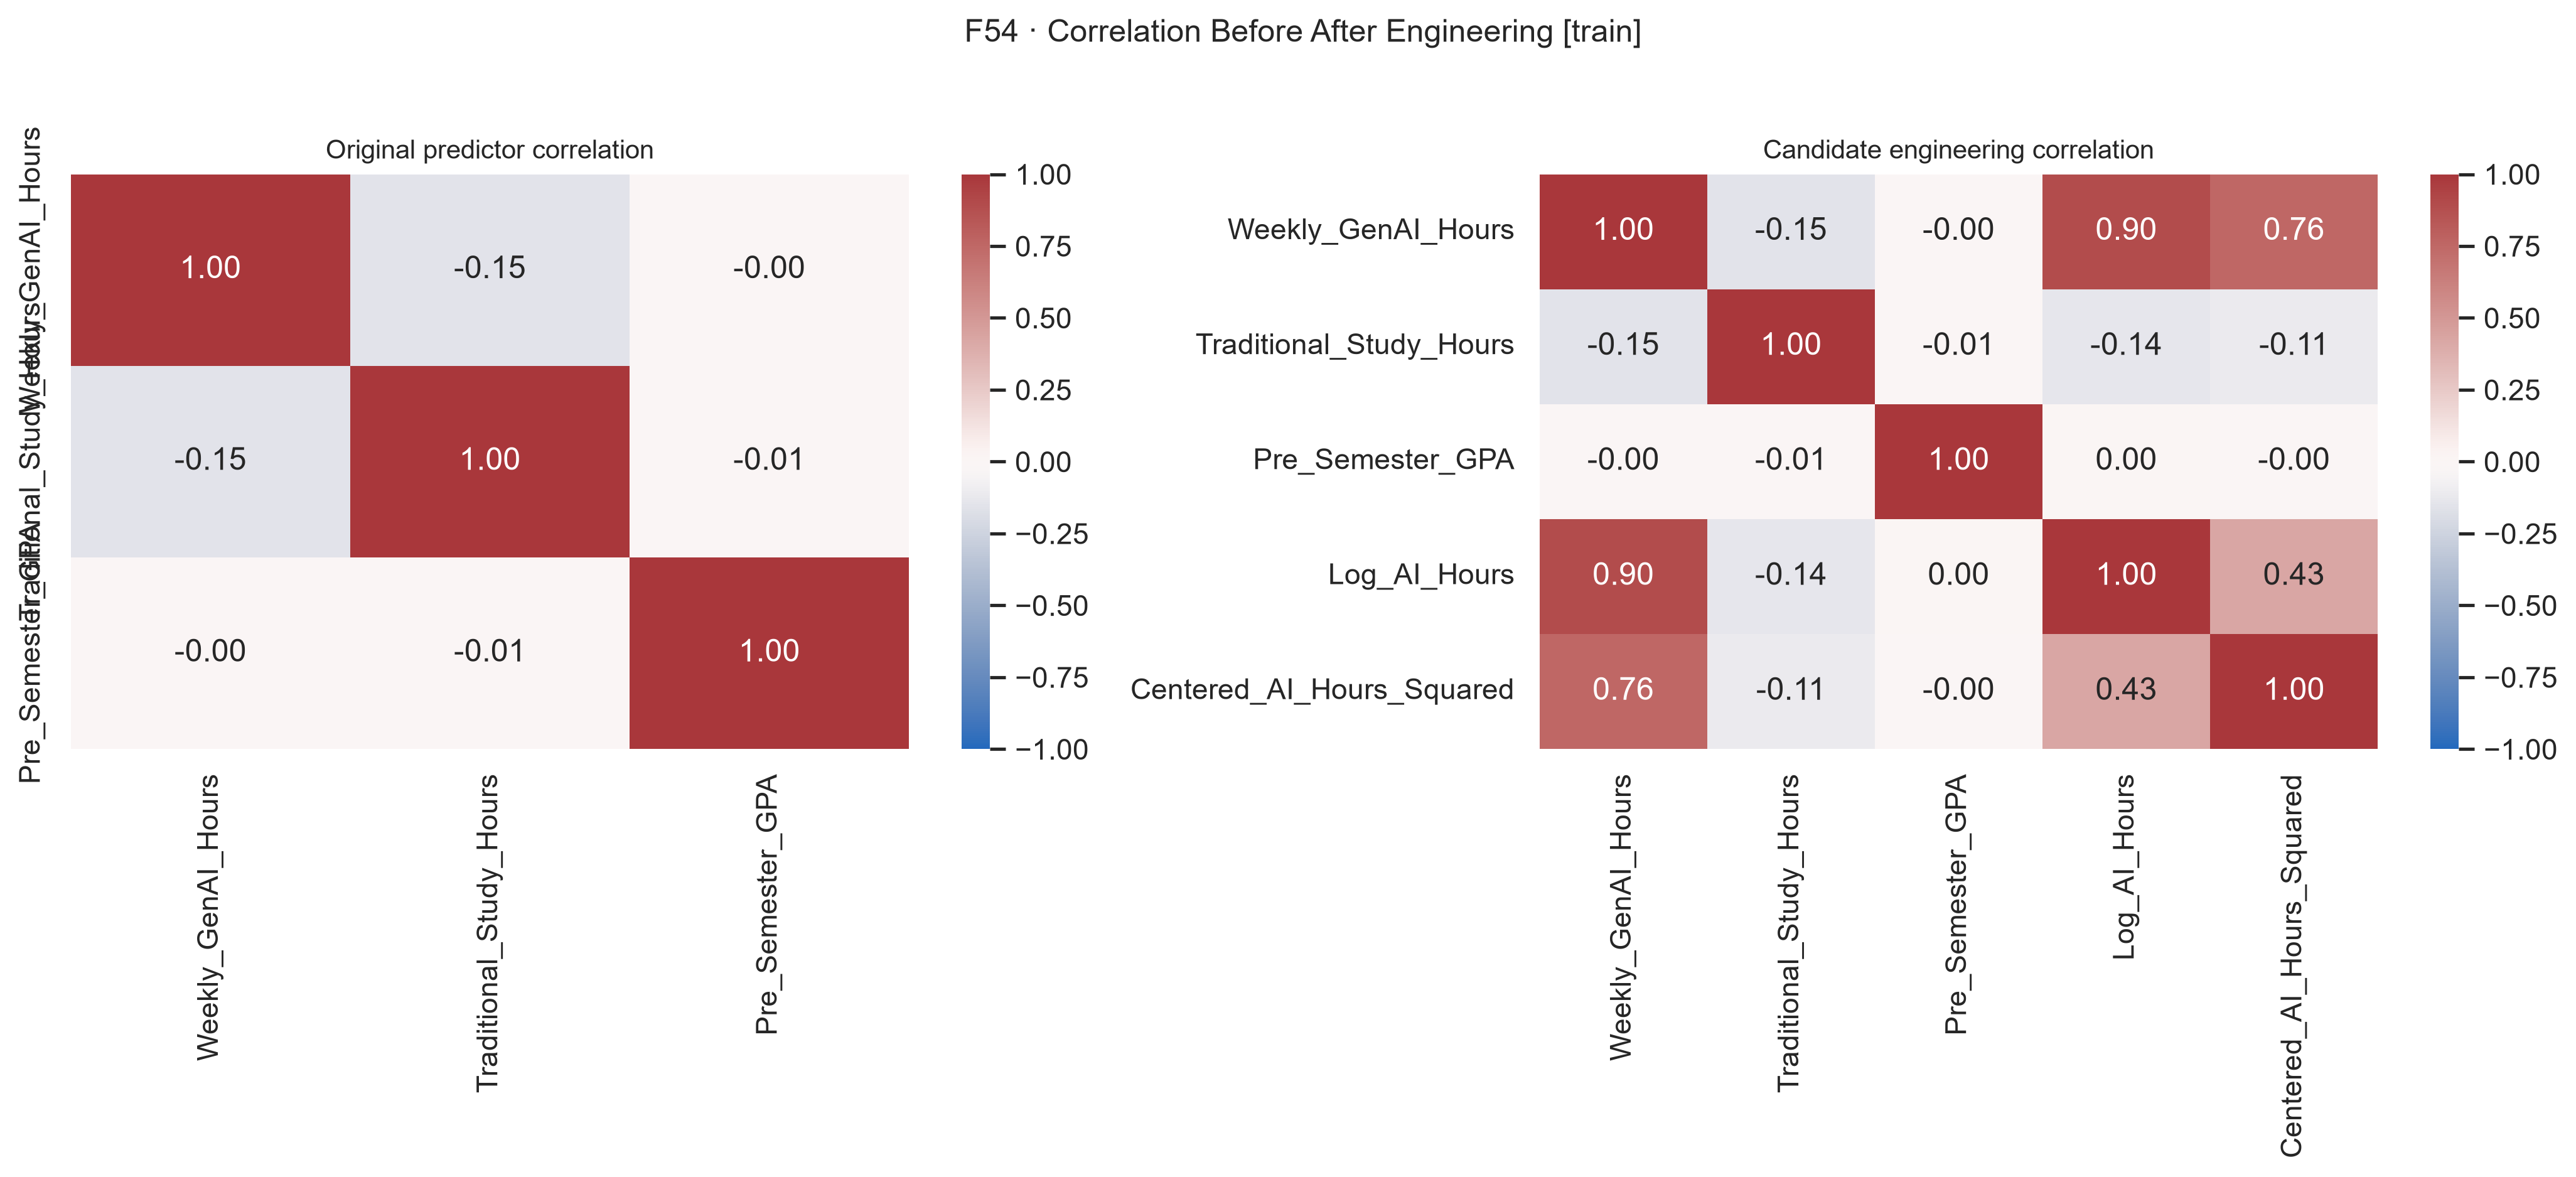 F54 · Correlation Before After Engineering [train]
Original predictor correlation
Weekly_GenAI_Hours
Traditional_Study_Hours
Pre_Semester_GPA
1.00 -0.15 -0.00
-0.15 1.00 -0.01
-0.00 -0.01 1.00
Weekly_GenAI_Hours
Traditional_Study_Hours
Pre_Semester_GPA
1.00
0.75
0.50
0.25
0.00
−0.25
−0.50
−0.75
−1.00
Candidate engineering correlation
Weekly_GenAI_Hours 1.00 -0.15 -0.00 0.90 0.76
Traditional_Study_Hours -0.15 1.00 -0.01 -0.14 -0.11
Pre_Semester_GPA -0.00 -0.01 1.00 0.00 -0.00
Log_AI_Hours 0.90 -0.14 0.00 1.00 0.43
Centered_AI_Hours_Squared 0.76 -0.11 -0.00 0.43 1.00
Weekly_GenAI_Hours
Traditional_Study_Hours
Pre_Semester_GPA
Log_AI_Hours
Centered_AI_Hours_Squared
1.00
0.75
0.50
0.25
0.00
−0.25
−0.50
−0.75
−1.00